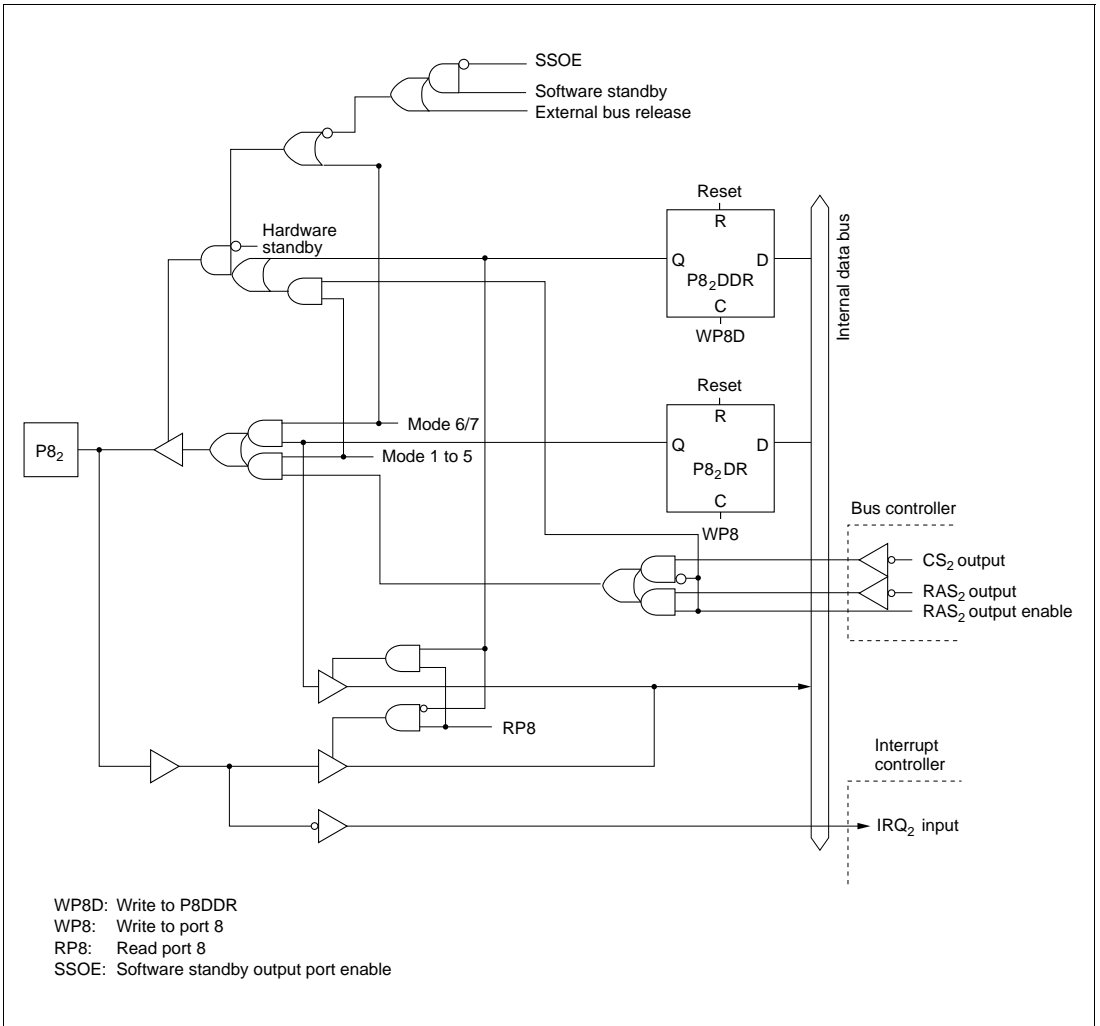 SSOE
Software standby
External bus release
Hardware
standby
Reset
R
Q
D
P8₂DDR
C
WP8D
Internal data bus
Reset
R
Q
D
P8₂DR
C
WP8
Mode 6/7
Mode 1 to 5
P8₂
Bus controller
CS₂ output
RAS₂ output
RAS₂ output enable
RP8
Interrupt
controller
IRQ₂ input
WP8D: Write to P8DDR
WP8: Write to port 8
RP8: Read port 8
SSOE: Software standby output port enable